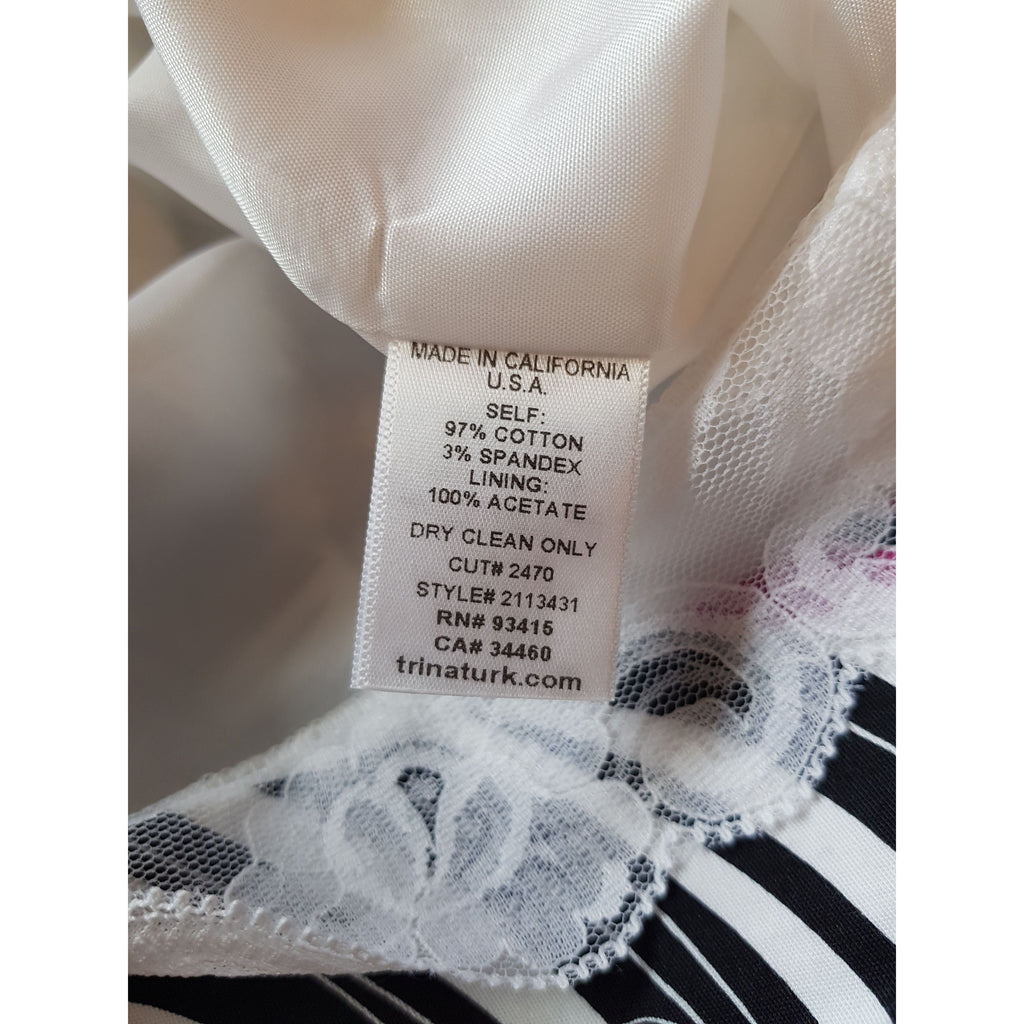 MADE IN CALIFORNIA
U.S.A.
SELF:
97% COTTON
3% SPANDEX
LINING:
100% ACETATE
DRY CLEAN ONLY
CUT# 2470
STYLE# 2113431
RN# 93415
CA# 34460
trinaturk.com